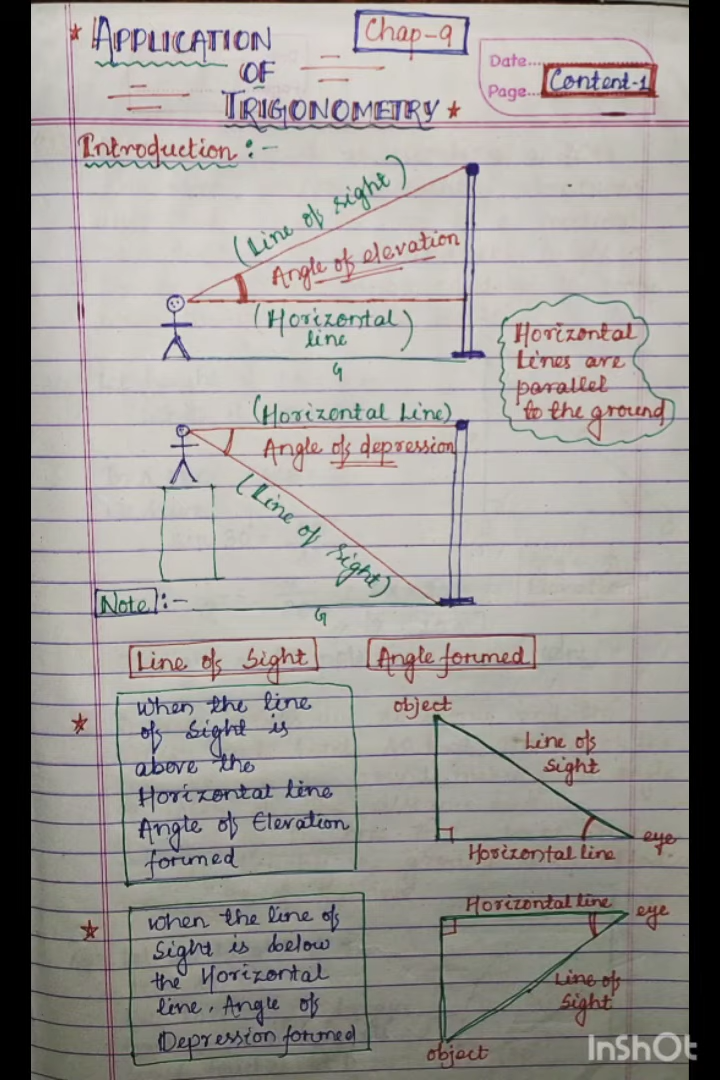 * APPLICATION
OF
TRIGONOMETRY *
Chap-9
Date.....
Page...
Content-1
Introduction :-
(Line of sight)
Angle of elevation
(Horizontal
line)
G
Horizontal
Lines are
parallel
to the ground
(Horizontal Line)
Angle of depression
(Line of sight)
Note :-
G
Line of Sight
Angle formed
when the line
of Sight is
above the
Horizontal line
Angle of Elevation
formed
object
Line of
Sight
eye
Horizontal line
when the line of
Sight is below
the Horizontal
line. Angle of
Depression formed
Horizontal line
eye
Line of
Sight
object
InShOt